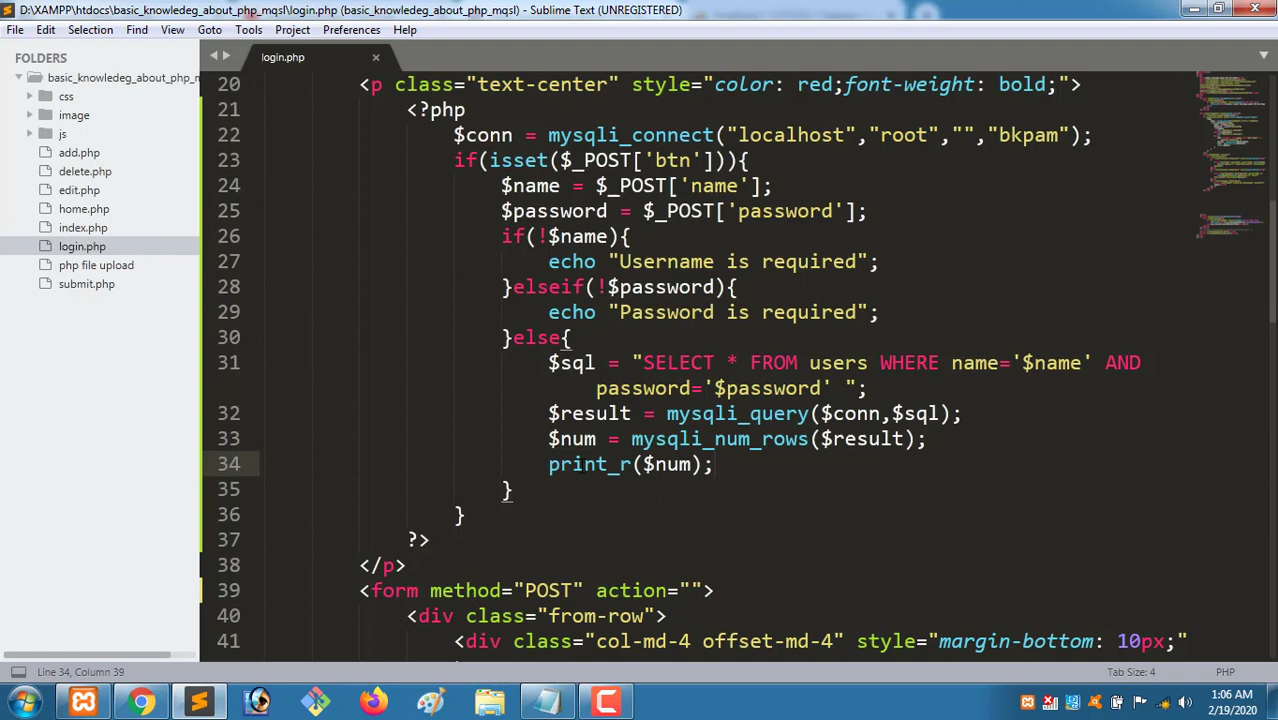 D:\XAMPP\htdocs\basic_knowledeg_about_php_mqsl\login.php (basic_knowledeg_about_php_mqsl) - Sublime Text (UNREGISTERED)
File Edit Selection Find View Goto Tools Project Preferences Help
FOLDERS
basic_knowledeg_about_php_m
css
image
js
add.php
delete.php
edit.php
home.php
index.php
login.php
php file upload
submit.php
login.php
20 <p class="text-center" style="color: red;font-weight: bold;">
21 <?php
22 $conn = mysqli_connect("localhost","root","","bkpam");
23 if(isset($_POST['btn'])){
24 $name = $_POST['name'];
25 $password = $_POST['password'];
26 if(!$name){
27 echo "Username is required";
28 }elseif(!$password){
29 echo "Password is required";
30 }else{
31 $sql = "SELECT * FROM users WHERE name='$name' AND
password='$password' ";
32 $result = mysqli_query($conn,$sql);
33 $num = mysqli_num_rows($result);
34 print_r($num);
35 }
36 }
37 ?>
38 </p>
39 <form method="POST" action="">
40 <div class="from-row">
41 <div class="col-md-4 offset-md-4" style="margin-bottom: 10px;"
Line 34, Column 39
Tab Size: 4
PHP
1:06 AM
2/19/2020